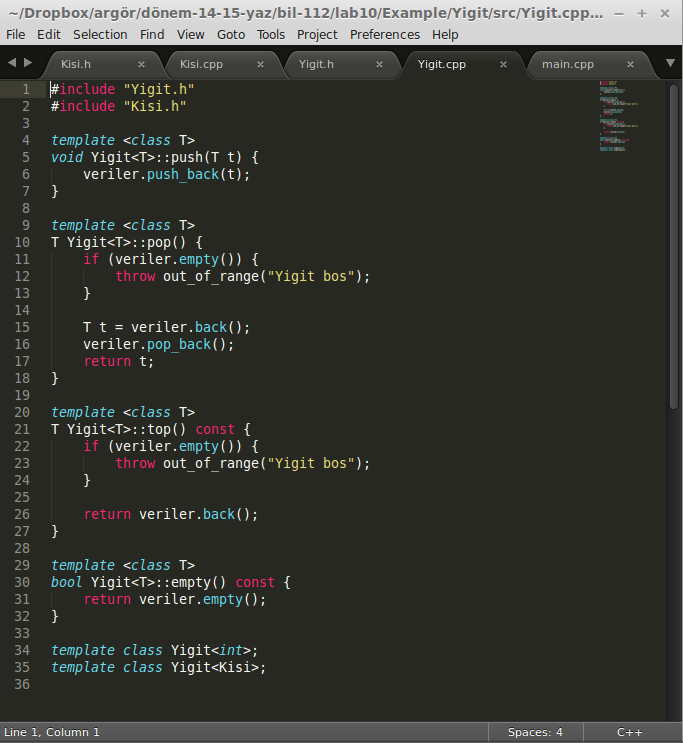 ~/Dropbox/argör/dönem-14-15-yaz/bil-112/lab10/Example/Yigit/src/Yigit.cpp...
File Edit Selection Find View Goto Tools Project Preferences Help
Kisi.h Kisi.cpp Yigit.h Yigit.cpp main.cpp
1 #include "Yigit.h"
2 #include "Kisi.h"
3
4 template <class T>
5 void Yigit<T>::push(T t) {
6     veriler.push_back(t);
7 }
8
9 template <class T>
10 T Yigit<T>::pop() {
11     if (veriler.empty()) {
12         throw out_of_range("Yigit bos");
13     }
14
15     T t = veriler.back();
16     veriler.pop_back();
17     return t;
18 }
19
20 template <class T>
21 T Yigit<T>::top() const {
22     if (veriler.empty()) {
23         throw out_of_range("Yigit bos");
24     }
25
26     return veriler.back();
27 }
28
29 template <class T>
30 bool Yigit<T>::empty() const {
31     return veriler.empty();
32 }
33
34 template class Yigit<int>;
35 template class Yigit<Kisi>;
36
Line 1, Column 1 Spaces: 4 C++